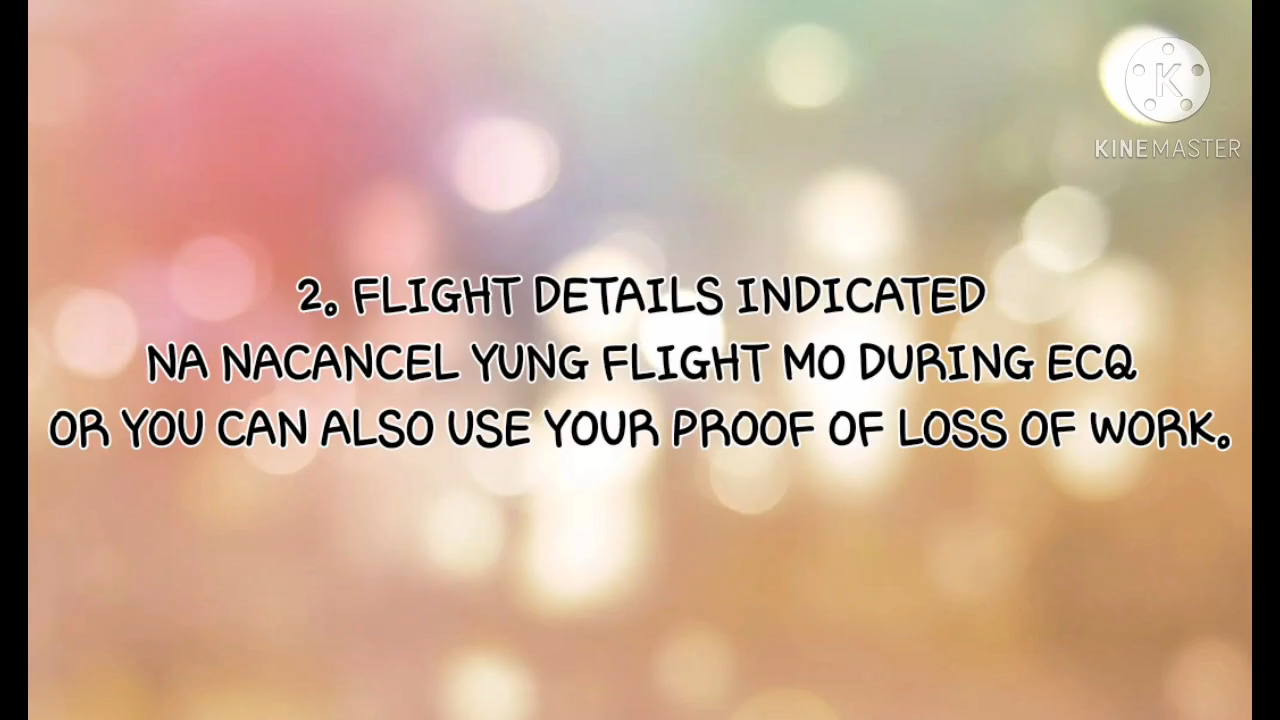 K
KINEMASTER
2. FLIGHT DETAILS INDICATED
NA NACANCEL YUNG FLIGHT MO DURING ECQ
OR YOU CAN ALSO USE YOUR PROOF OF LOSS OF WORK.